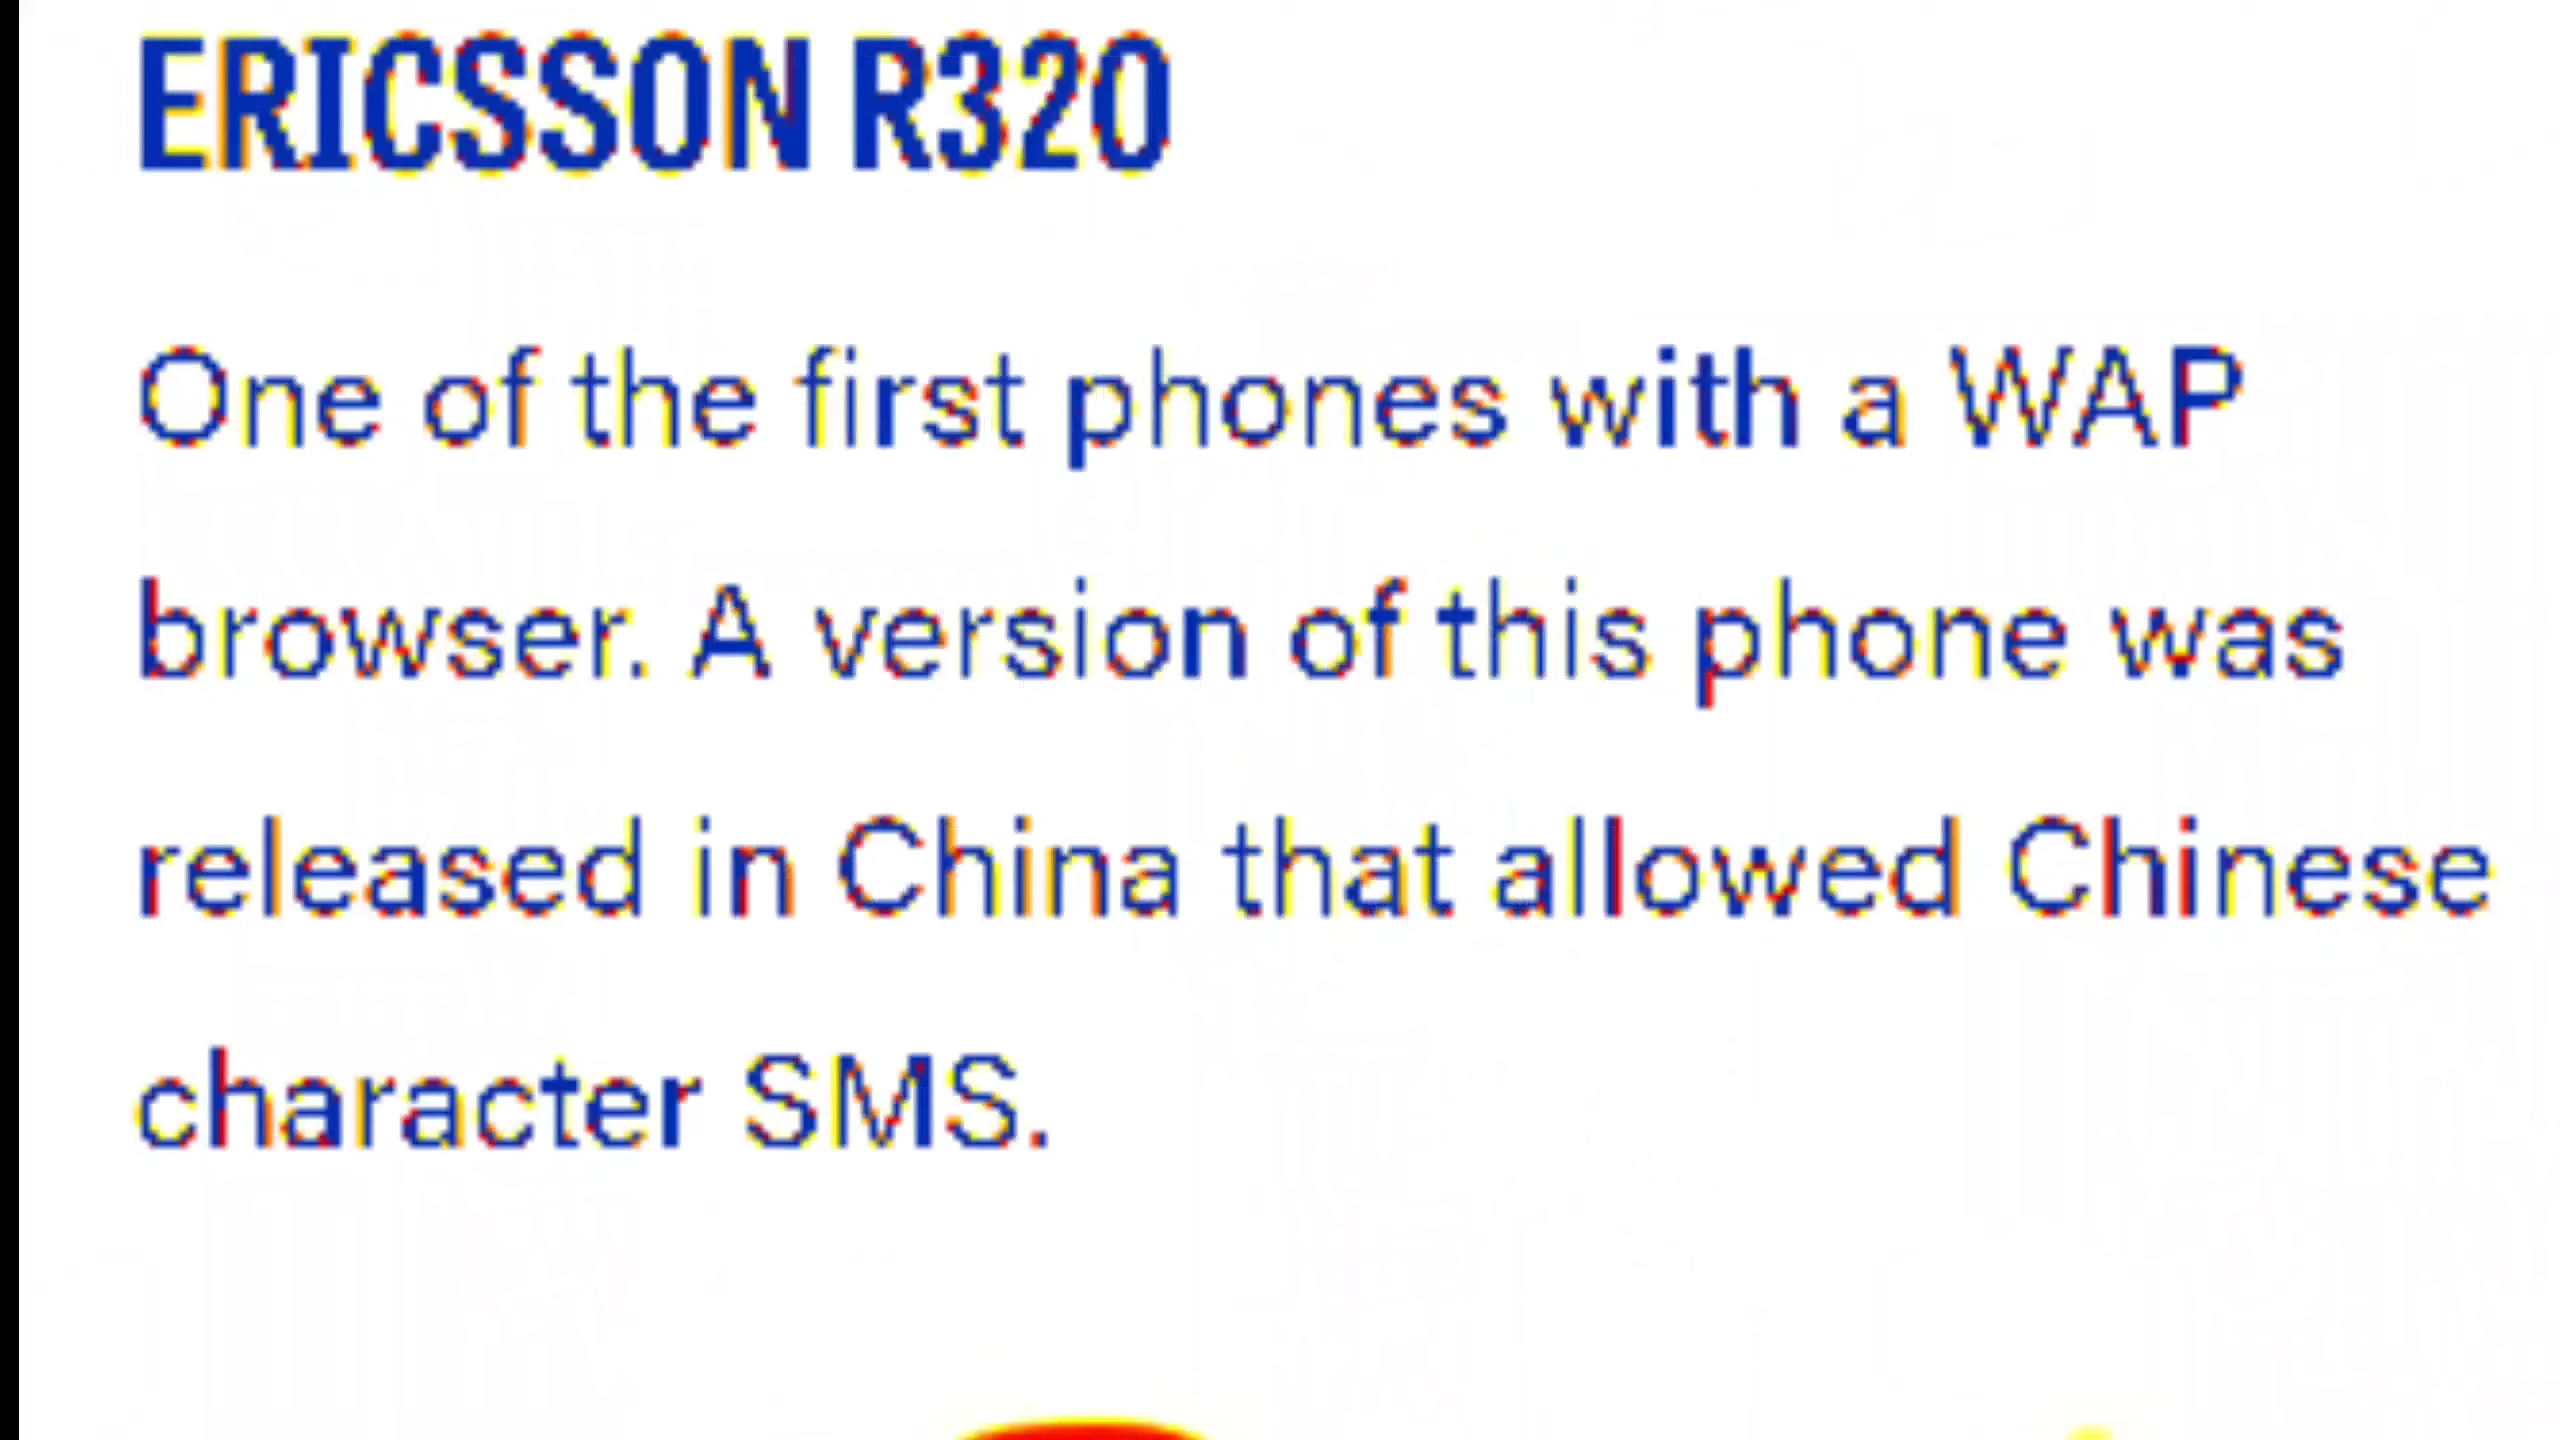 ERICSSON R320
One of the first phones with a WAP
browser. A version of this phone was
released in China that allowed Chinese
character SMS.